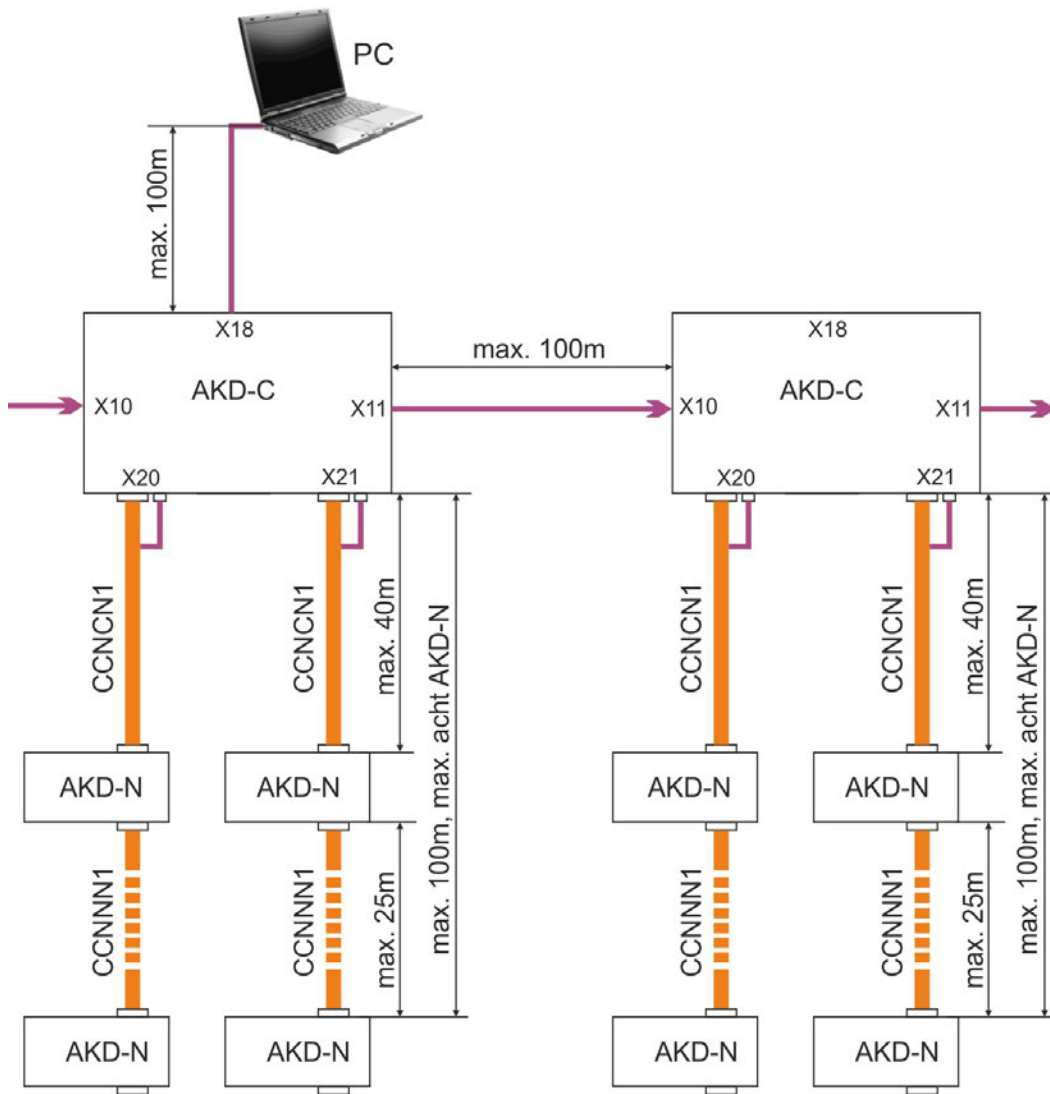 PC
max. 100m
X18
AKD-C
X10
X11
X20
X21
max. 100m
X18
AKD-C
X10
X11
X20
X21
CCNCN1
CCNCN1
max. 40m
max. 100m, max. acht AKD-N
CCNCN1
CCNCN1
max. 40m
max. 100m, max. acht AKD-N
AKD-N
AKD-N
AKD-N
AKD-N
CCNNN1
CCNNN1
max. 25m
CCNNN1
CCNNN1
max. 25m
AKD-N
AKD-N
AKD-N
AKD-N